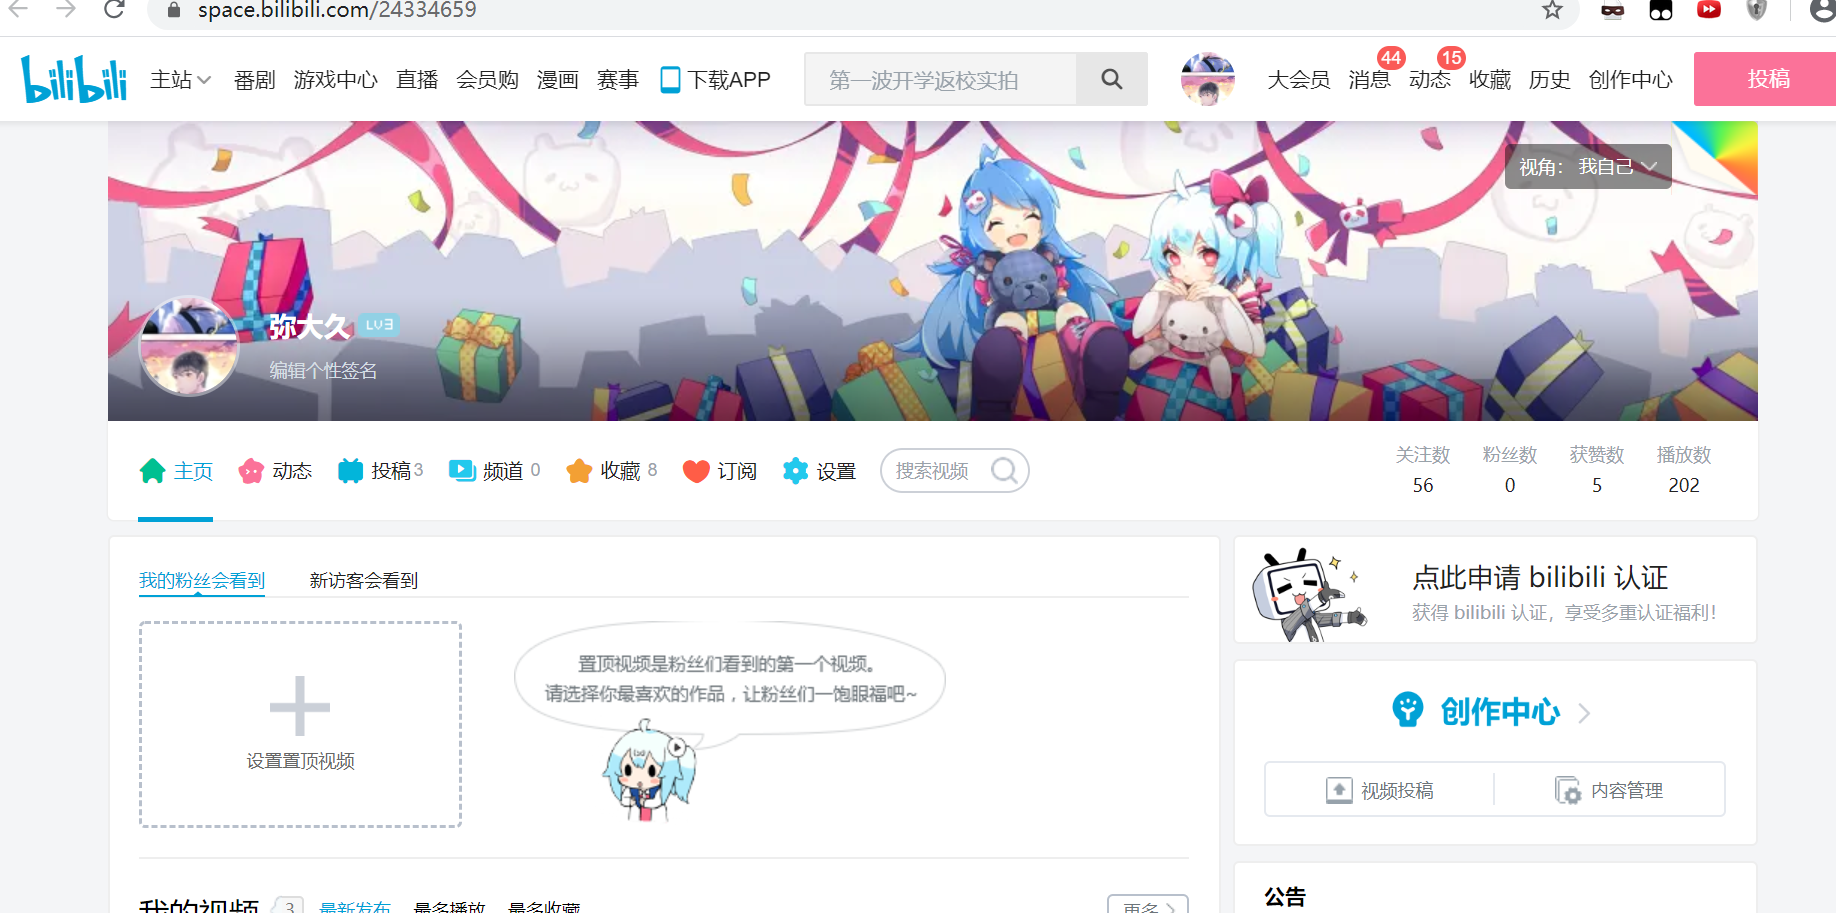 space.bilibili.com/24334659
bilibili 主站 番剧 游戏中心 直播 会员购 漫画 赛事 下载APP 第一波开学返校实拍 大会员 消息 44 动态 15 收藏 历史 创作中心 投稿
视角： 我自己
弥大久 LV3
编辑个性签名
主页 动态 投稿 3 频道 0 收藏 8 订阅 设置 搜索视频
关注数 粉丝数 获赞数 播放数
56 0 5 202
我的粉丝会看到 新访客会看到
置顶视频是粉丝们看到的第一个视频。
请选择你最喜欢的作品，让粉丝们一饱眼福吧~
设置置顶视频
点此申请 bilibili 认证
获得 bilibili 认证，享受多重认证福利！
创作中心
视频投稿 内容管理
我的视频 3 最新发布 最多播放 最多收藏 更多
公告